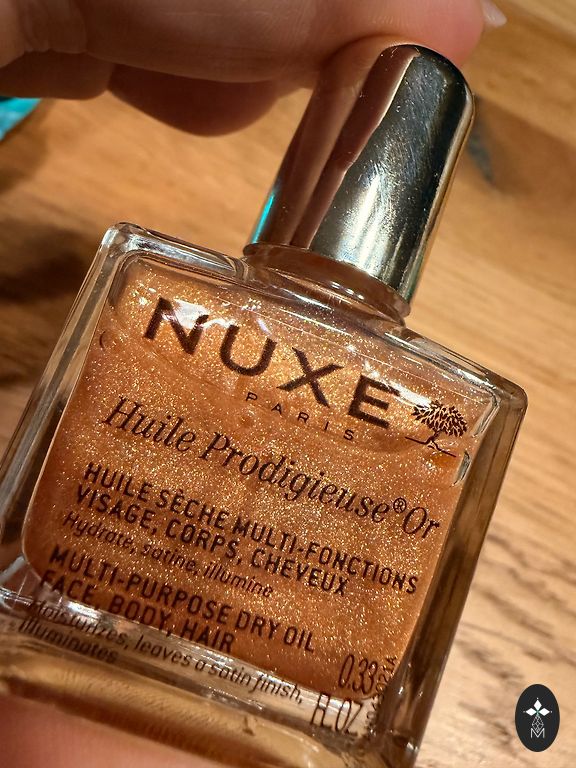 NUXE
PARIS
Huile Prodigieuse® Or
HUILE SÈCHE MULTI-FONCTIONS
VISAGE, CORPS, CHEVEUX
Hydrate, satine, illumine
MULTI-PURPOSE DRY OIL
FACE, BODY, HAIR
Moisturizes, leaves a satin finish,
illuminates
0.33
FL.OZ
M